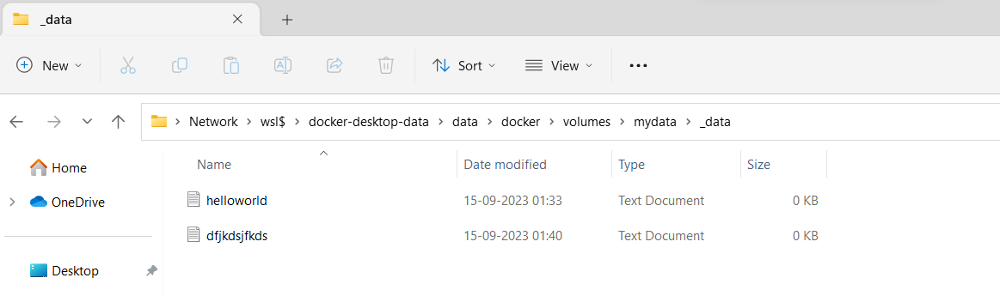 _data
New Sort View
Network wsl$ docker-desktop-data data docker volumes mydata _data
Home
OneDrive
Desktop
Name Date modified Type Size
helloworld 15-09-2023 01:33 Text Document 0 KB
dfjkdsjfkds 15-09-2023 01:40 Text Document 0 KB